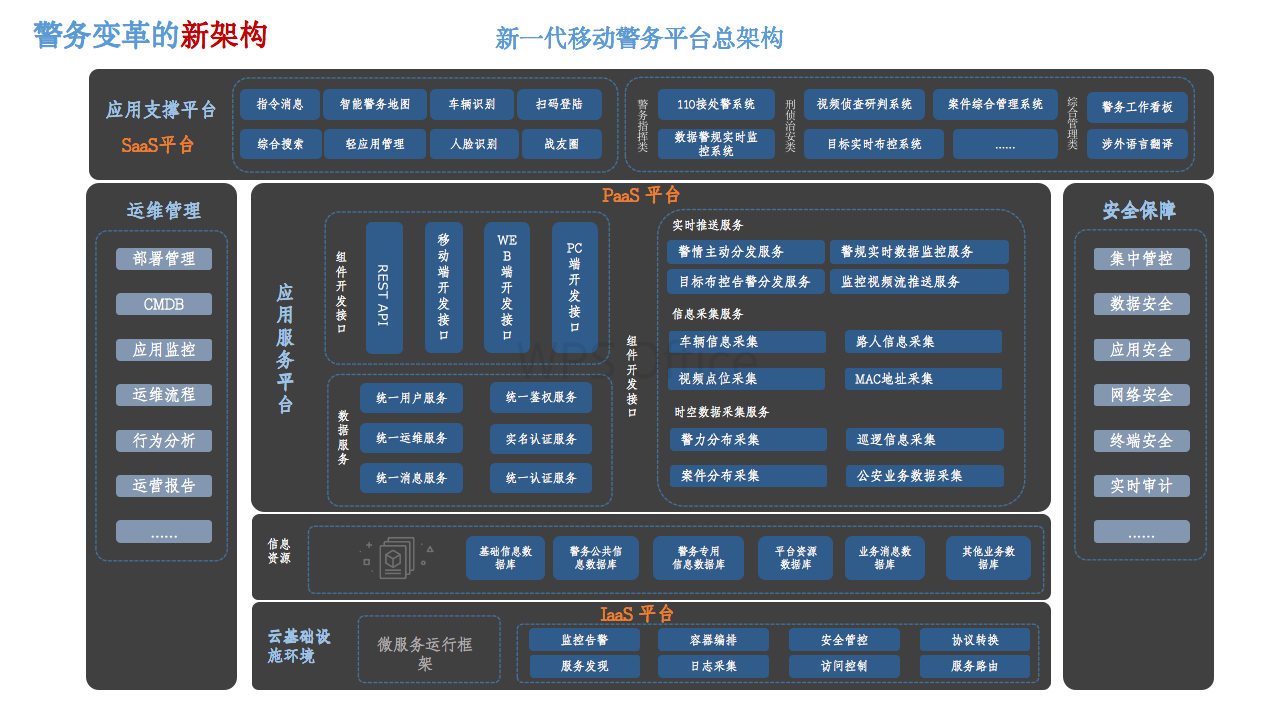 警务变革的新架构
新一代移动警务平台总架构
应用支撑平台
SaaS平台
指令消息
智能警务地图
车辆识别
扫码登陆
综合搜索
轻应用管理
人脸识别
战友圈
警务指挥类
110接处警系统
数据警规实时监
控系统
刑侦治安类
视频侦查研判系统
案件综合管理系统
目标实时布控系统
......
综合管理类
警务工作看板
涉外语言翻译
运维管理
部署管理
CMDB
应用监控
运维流程
行为分析
运营报告
......
PaaS 平台
应用服务平台
组件开发接口
REST API
移动端开发接口
WE
B端开发接口
PC
端开发接口
数据服务
统一用户服务
统一鉴权服务
统一运维服务
实名认证服务
统一消息服务
统一认证服务
组件开发接口
实时推送服务
警情主动分发服务
警规实时数据监控服务
目标布控告警分发服务
监控视频流推送服务
信息采集服务
车辆信息采集
路人信息采集
视频点位采集
MAC地址采集
时空数据采集服务
警力分布采集
巡逻信息采集
案件分布采集
公安业务数据采集
WPS Office
安全保障
集中管控
数据安全
应用安全
网络安全
终端安全
实时审计
......
信息
资源
基础信息数
据库
警务公共信
息数据库
警务专用
信息数据库
平台资源
数据库
业务消息数
据库
其他业务数
据库
IaaS 平台
云基础设
施环境
微服务运行框
架
监控告警
容器编排
安全管控
协议转换
服务发现
日志采集
访问控制
服务路由